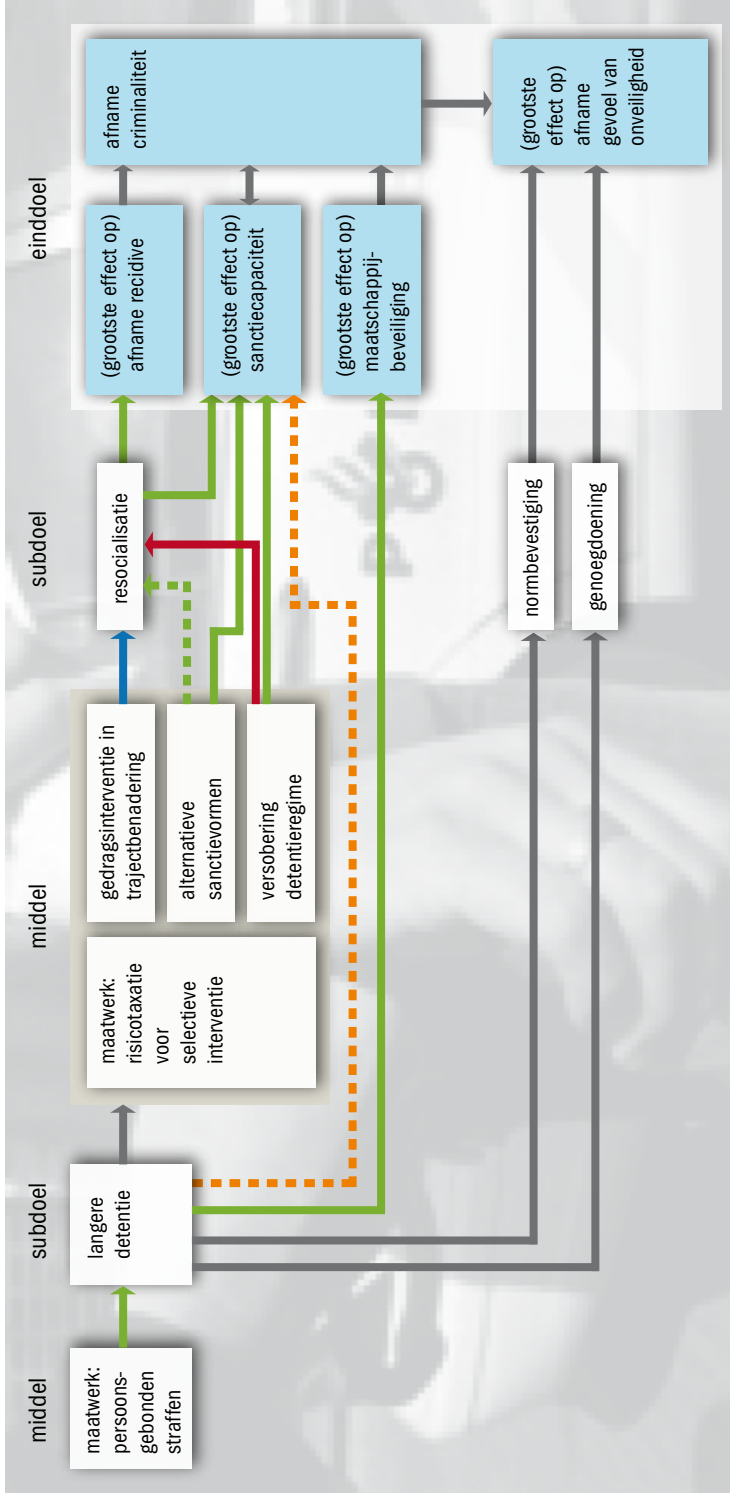 middel
subdoel
middel
subdoel
einddoel
maatwerk:
persoons-
gebonden
straffen
langere
detentie
maatwerk:
risicotaxatie
voor
selectieve
interventie
gedragsinterventie in
trajectbenadering
alternatieve
sanctievormen
versobering
detentieregime
resocialisatie
normbevestiging
genoegdoening
(grootste effect op)
afname recidive
(grootste effect op)
sanctiecapaciteit
(grootste effect op)
maatschappij-
beveiliging
afname
criminaliteit
(grootste
effect op)
afname
gevoel van
onveiligheid